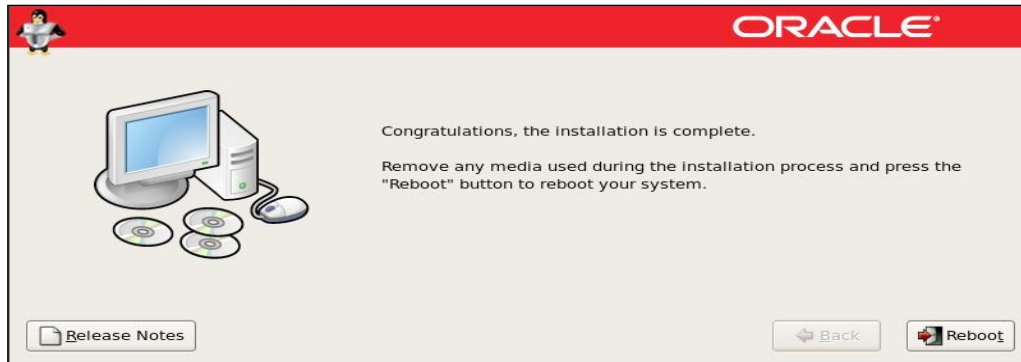 ORACLE®
Congratulations, the installation is complete.
Remove any media used during the installation process and press the
"Reboot" button to reboot your system.
Release Notes
Back
Reboot